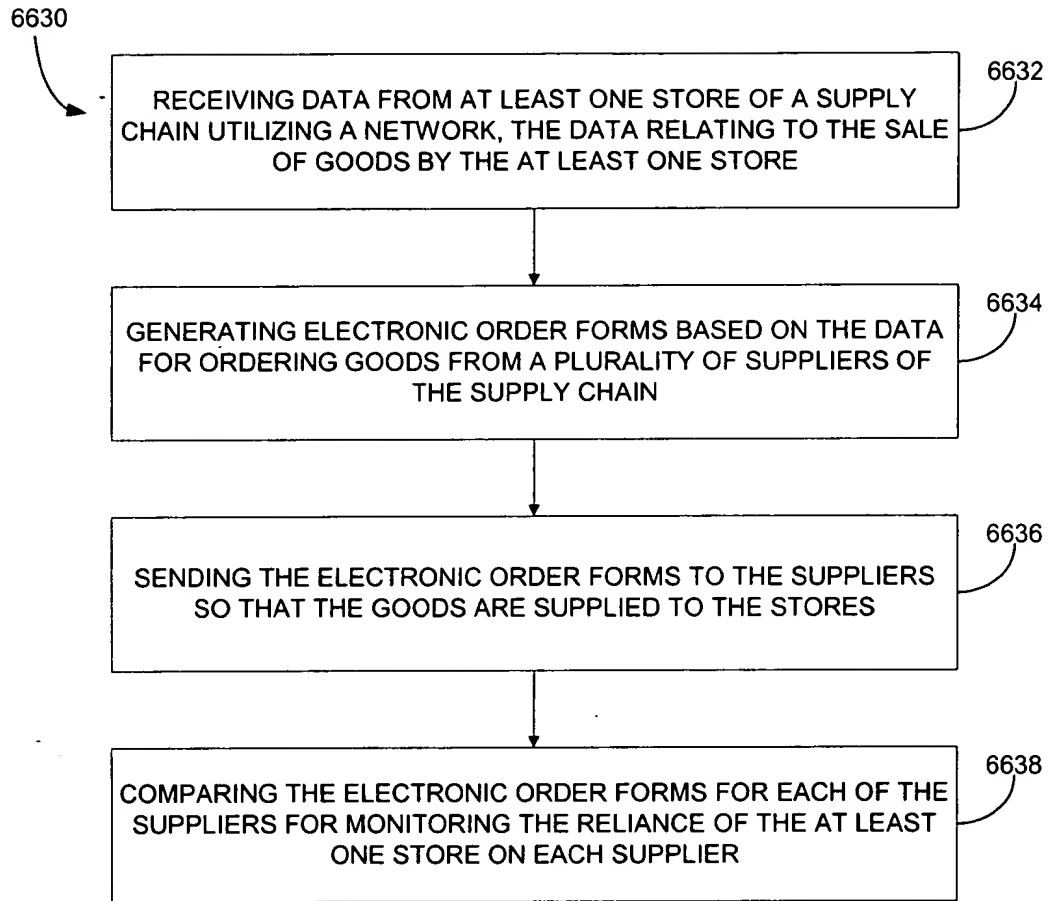 6630
6632
RECEIVING DATA FROM AT LEAST ONE STORE OF A SUPPLY
CHAIN UTILIZING A NETWORK, THE DATA RELATING TO THE SALE
OF GOODS BY THE AT LEAST ONE STORE
6634
GENERATING ELECTRONIC ORDER FORMS BASED ON THE DATA
FOR ORDERING GOODS FROM A PLURALITY OF SUPPLIERS OF
THE SUPPLY CHAIN
6636
SENDING THE ELECTRONIC ORDER FORMS TO THE SUPPLIERS
SO THAT THE GOODS ARE SUPPLIED TO THE STORES
6638
COMPARING THE ELECTRONIC ORDER FORMS FOR EACH OF THE
SUPPLIERS FOR MONITORING THE RELIANCE OF THE AT LEAST
ONE STORE ON EACH SUPPLIER